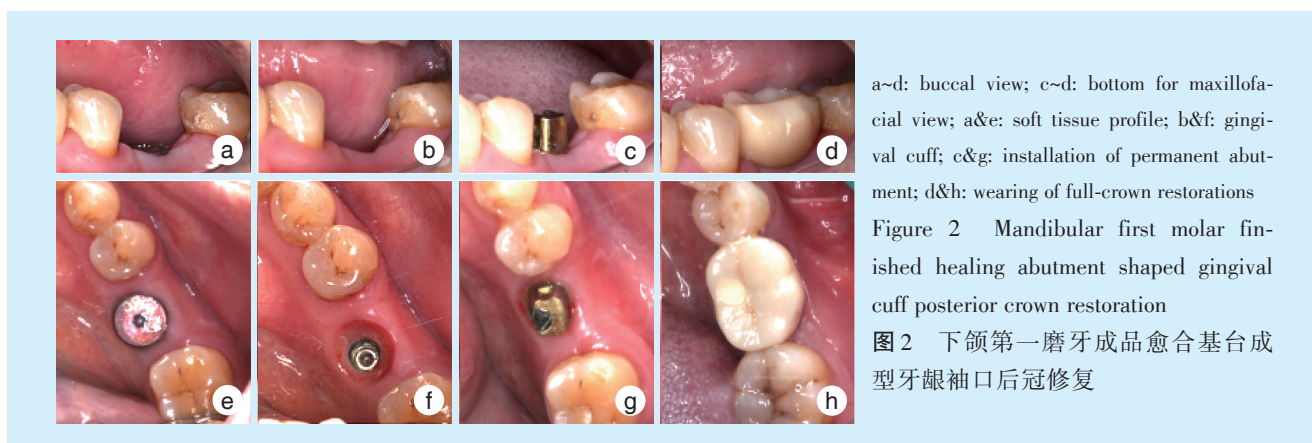 a
b
c
d
e
f
g
h
a~d: buccal view; c~d: bottom for maxillofa-
cial view; a&e: soft tissue profile; b&f: gingi-
val cuff; c&g: installation of permanent abut-
ment; d&h: wearing of full-crown restorations
Figure 2 Mandibular first molar fin-
ished healing abutment shaped gingival
cuff posterior crown restoration
图2 下颌第一磨牙成品愈合基台成
型牙龈袖口后冠修复